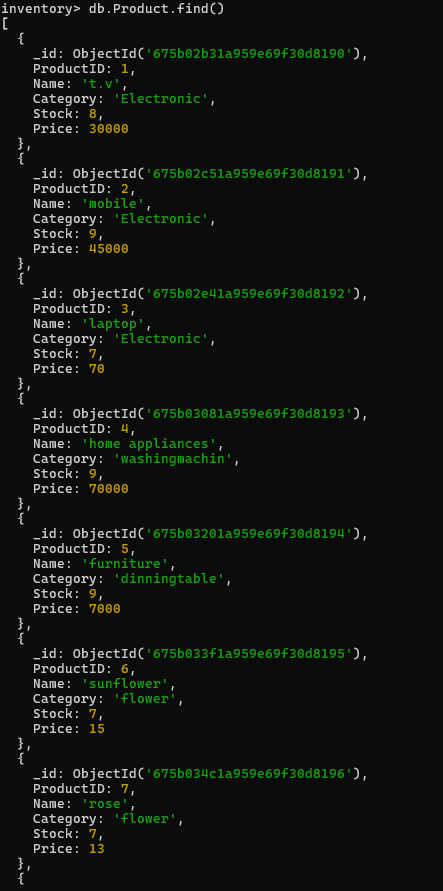 inventory> db.Product.find()
[
  {
    _id: ObjectId('675b02b31a959e69f30d8190'),
    ProductID: 1,
    Name: 't.v',
    Category: 'Electronic',
    Stock: 8,
    Price: 30000
  },
  {
    _id: ObjectId('675b02c51a959e69f30d8191'),
    ProductID: 2,
    Name: 'mobile',
    Category: 'Electronic',
    Stock: 9,
    Price: 45000
  },
  {
    _id: ObjectId('675b02e41a959e69f30d8192'),
    ProductID: 3,
    Name: 'laptop',
    Category: 'Electronic',
    Stock: 7,
    Price: 70
  },
  {
    _id: ObjectId('675b03081a959e69f30d8193'),
    ProductID: 4,
    Name: 'home appliances',
    Category: 'washingmachin',
    Stock: 9,
    Price: 70000
  },
  {
    _id: ObjectId('675b03201a959e69f30d8194'),
    ProductID: 5,
    Name: 'furniture',
    Category: 'dinningtable',
    Stock: 9,
    Price: 7000
  },
  {
    _id: ObjectId('675b033f1a959e69f30d8195'),
    ProductID: 6,
    Name: 'sunflower',
    Category: 'flower',
    Stock: 7,
    Price: 15
  },
  {
    _id: ObjectId('675b034c1a959e69f30d8196'),
    ProductID: 7,
    Name: 'rose',
    Category: 'flower',
    Stock: 7,
    Price: 13
  },
  {